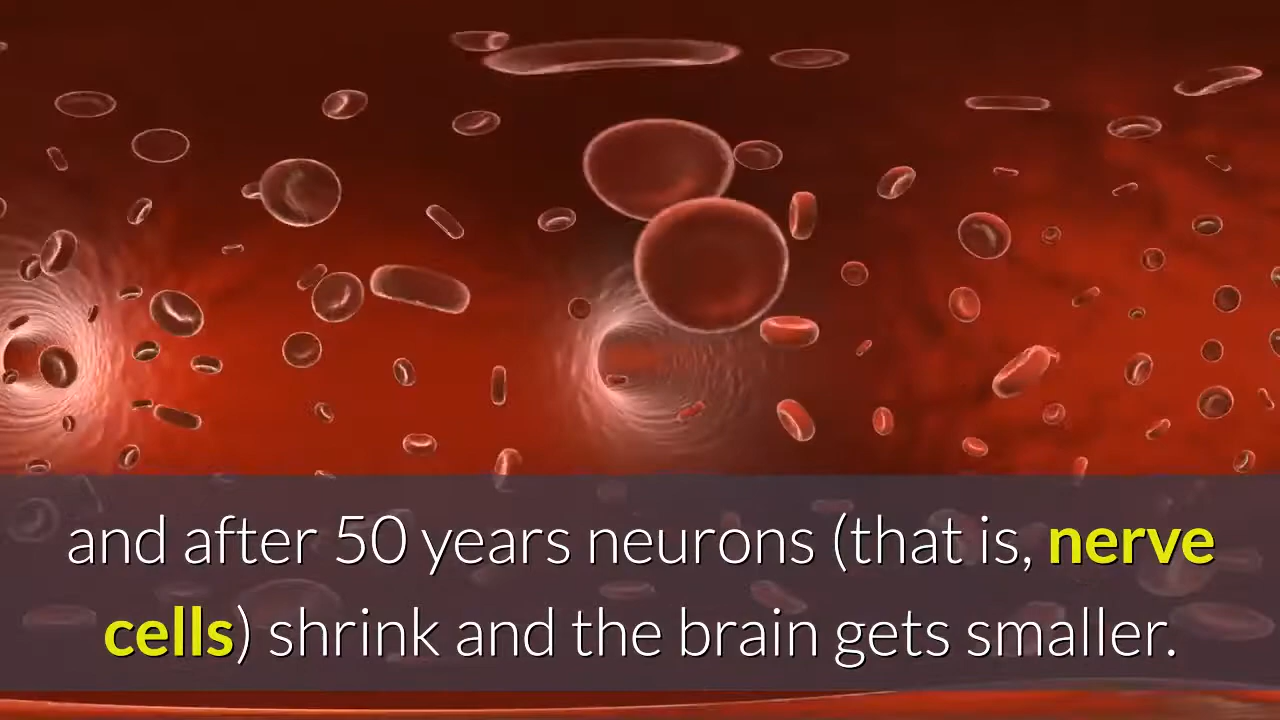 and after 50 years neurons (that is, nerve
cells) shrink and the brain gets smaller.